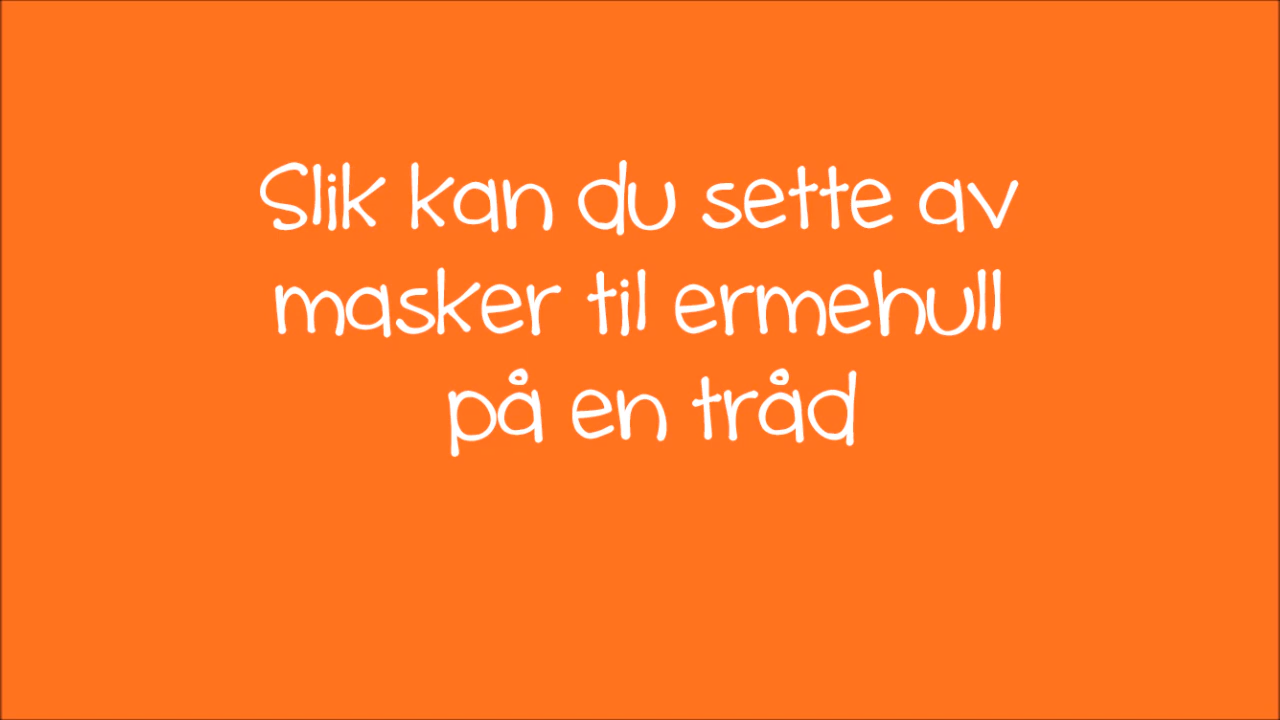 Slik kan du sette av
masker til ermehull
på en tråd